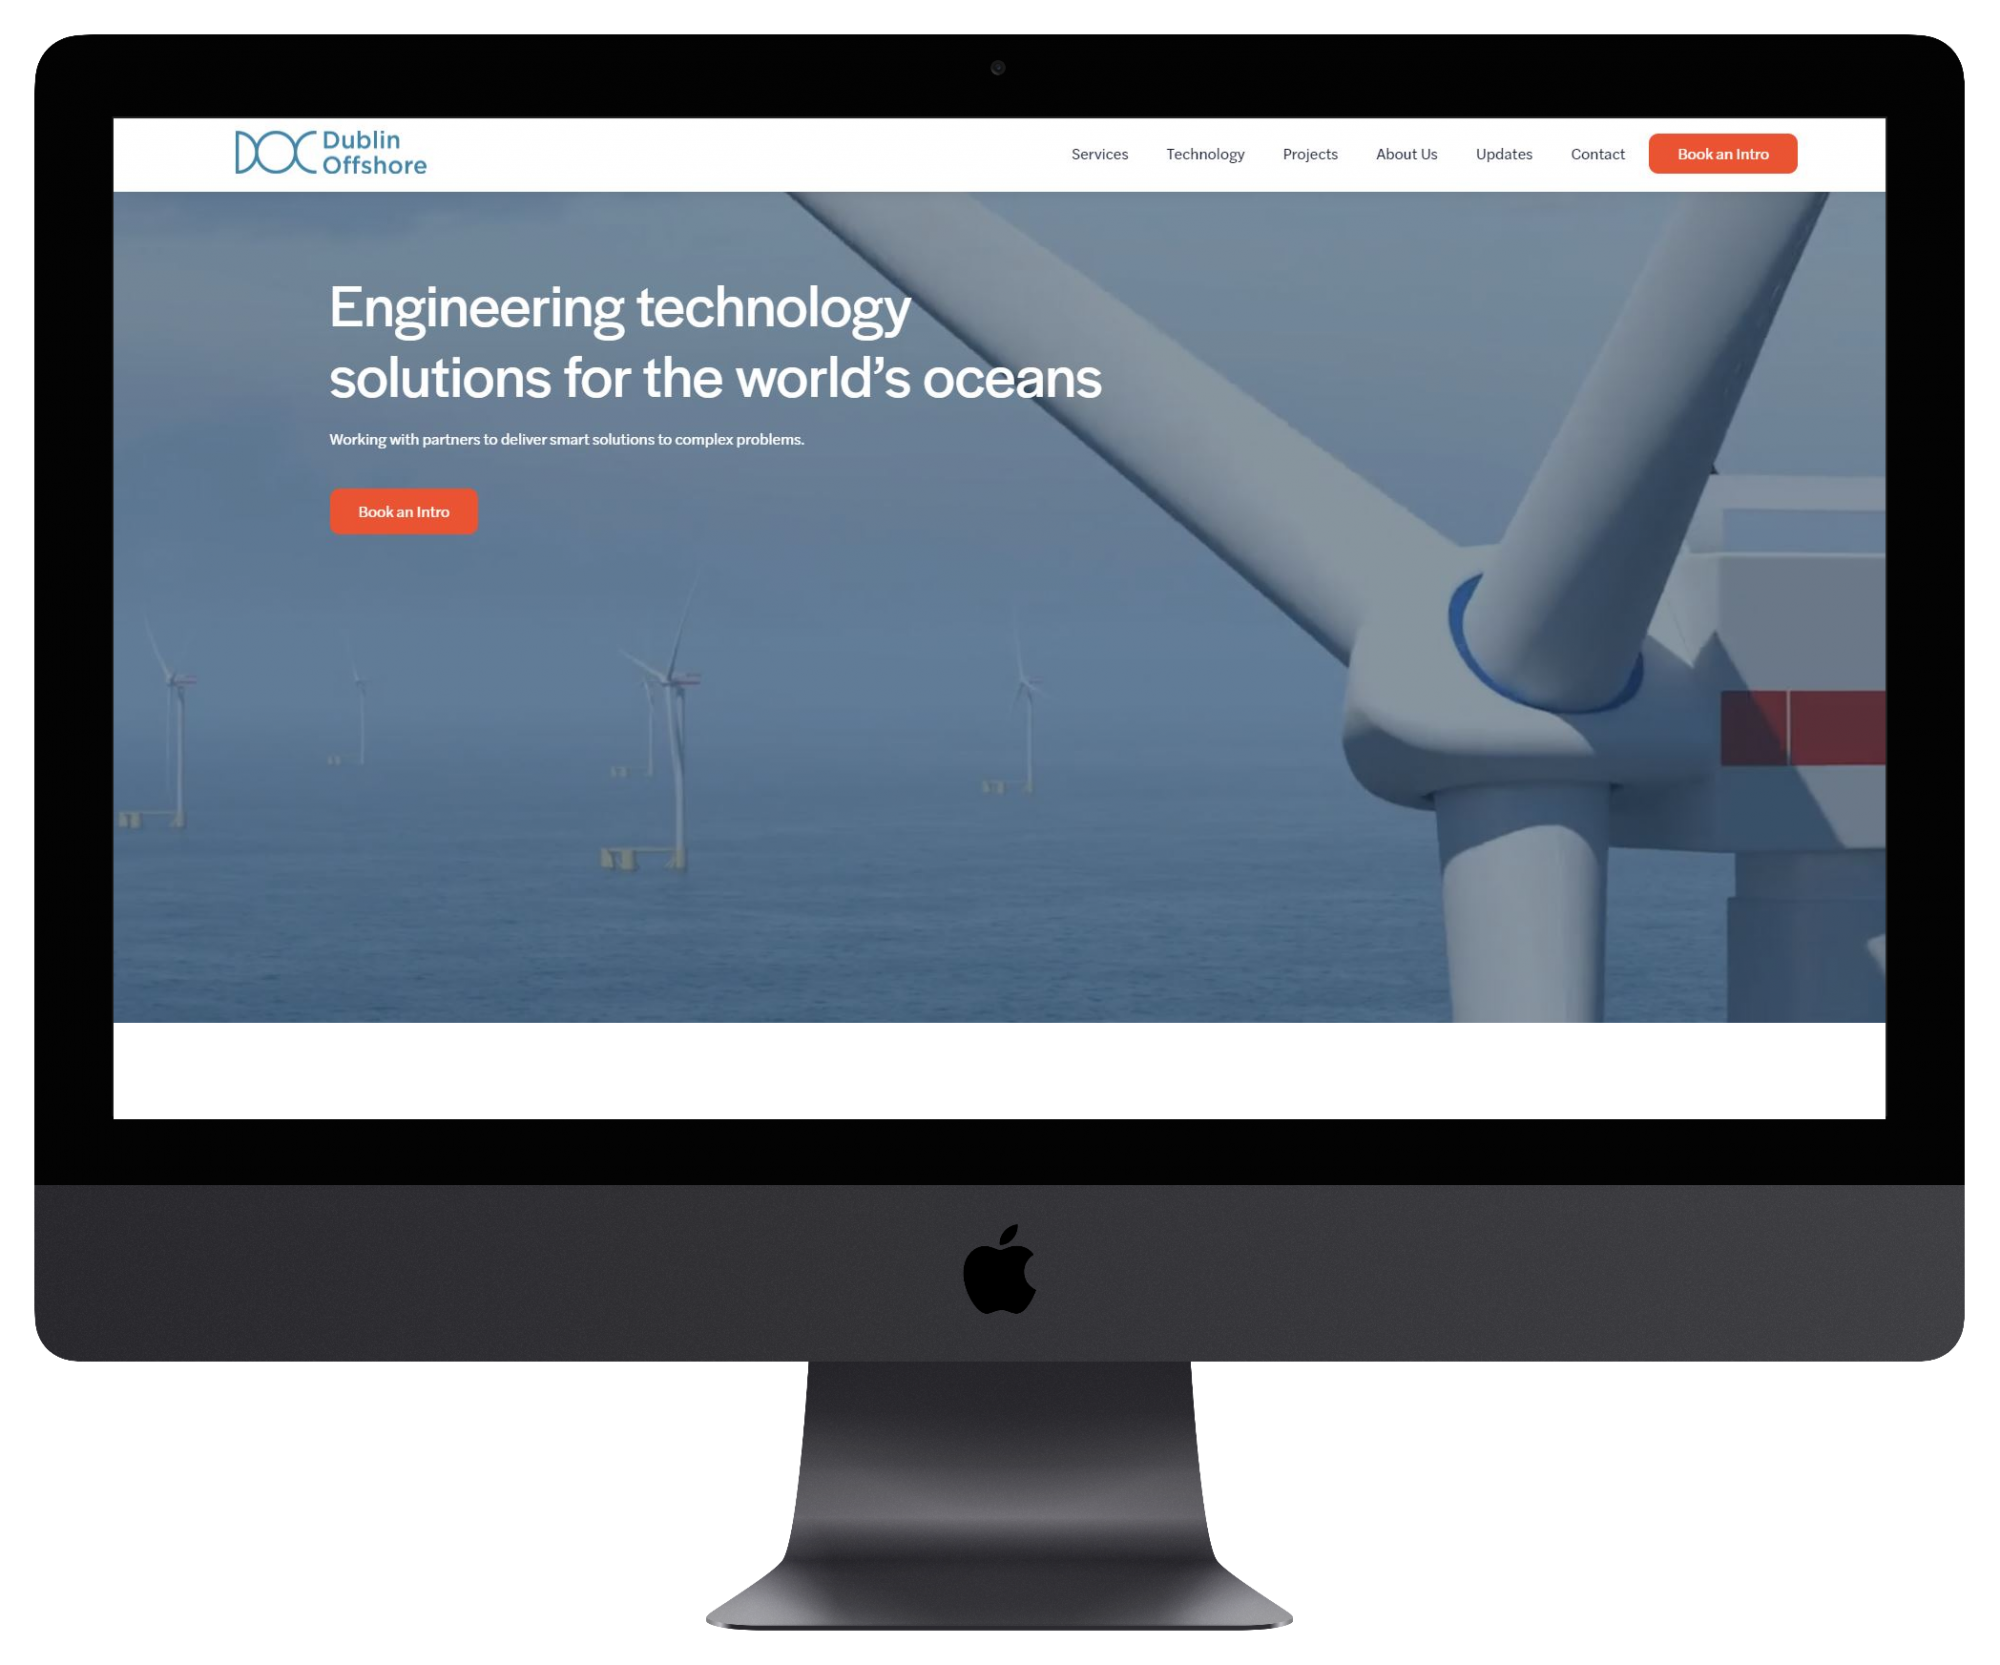 DOC Dublin
Offshore
Services Technology Projects About Us Updates Contact Book an Intro
Engineering technology
solutions for the world's oceans
Working with partners to deliver smart solutions to complex problems.
Book an Intro